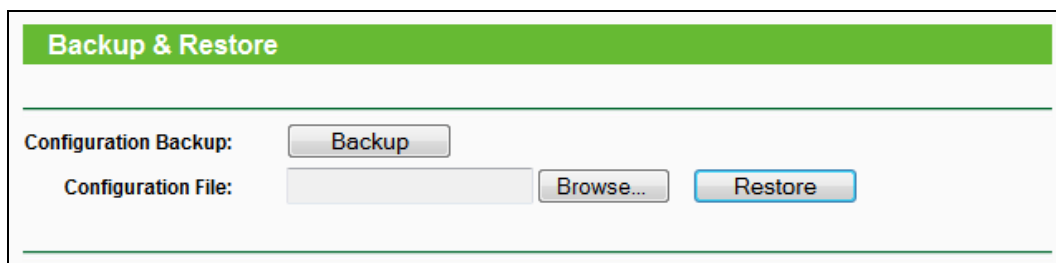 Backup & Restore
Configuration Backup: Backup
Configuration File: Browse... Restore